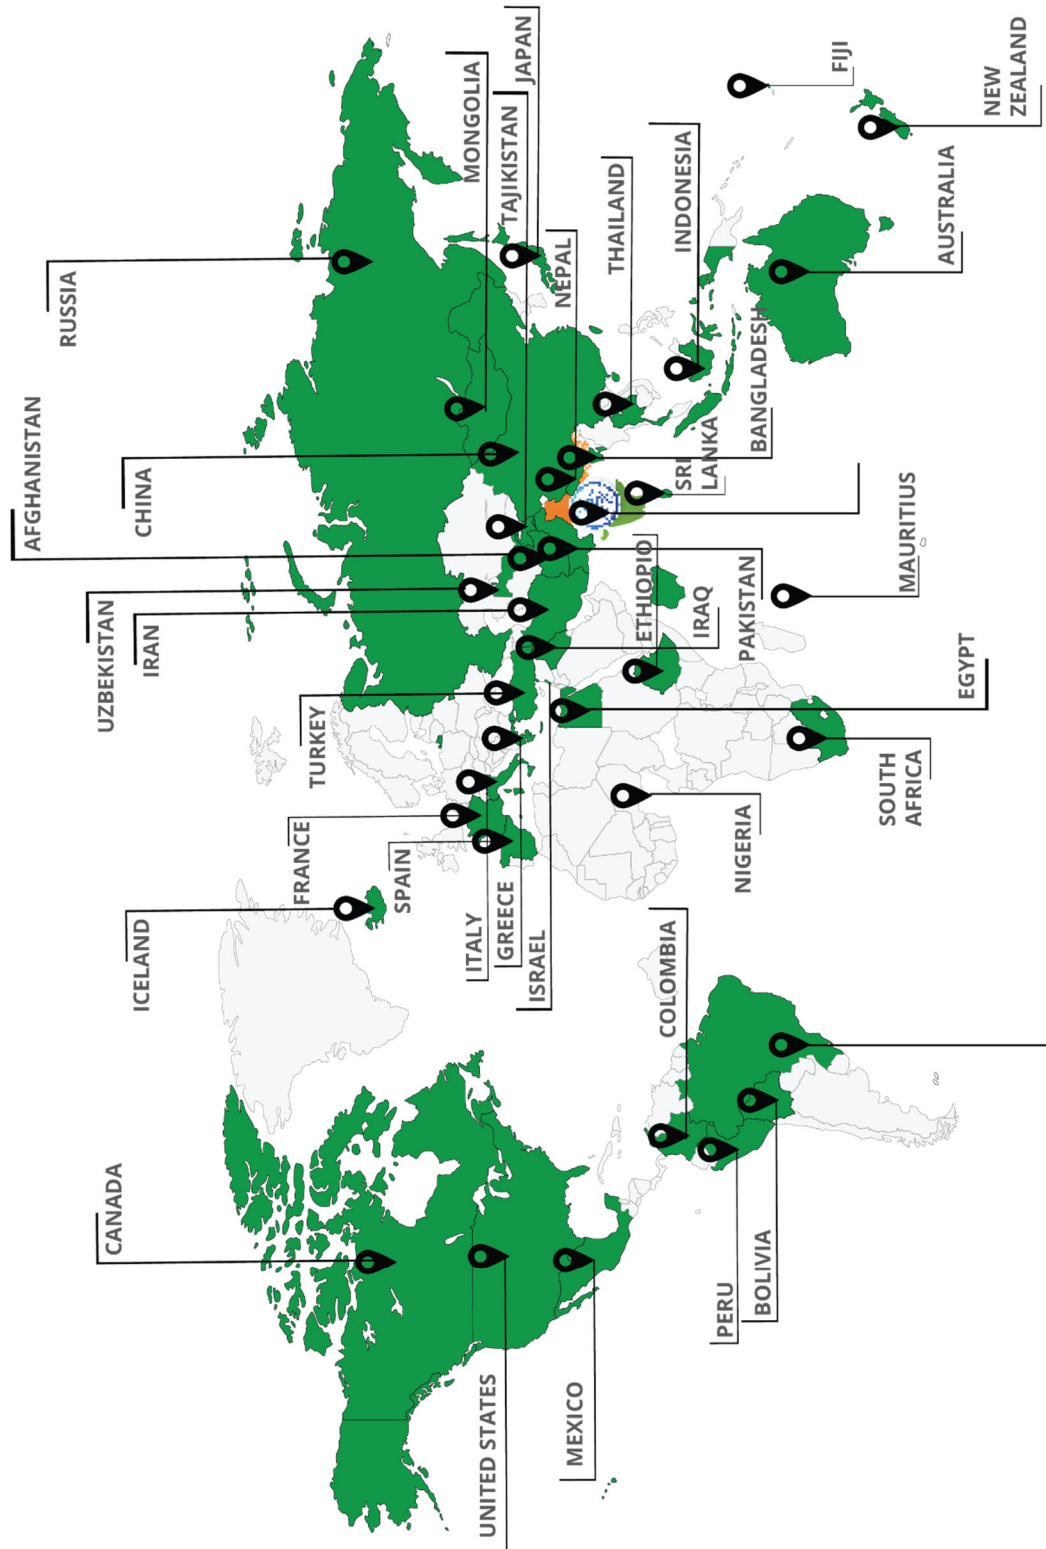 RUSSIA
AFGHANISTAN
CHINA
UZBEKISTAN
IRAN
MONGOLIA
TAJIKISTAN
JAPAN
NEPAL
THAILAND
INDONESIA
FIJI
NEW
ZEALAND
AUSTRALIA
BANGLADESH
SRI
LANKA
MAURITIUS
PAKISTAN
IRAQ
ETHIOPIO
EGYPT
SOUTH
AFRICA
NIGERIA
TURKEY
FRANCE
SPAIN
ICELAND
ITALY
GREECE
ISRAEL
COLOMBIA
CANADA
UNITED STATES
MEXICO
PERU
BOLIVIA